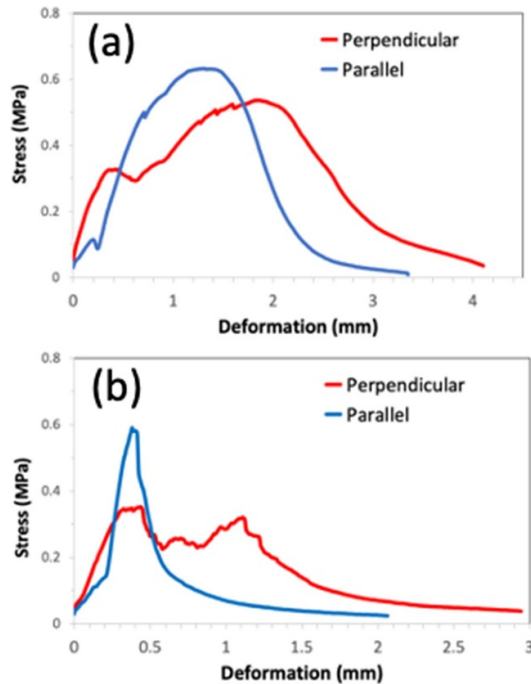 (a)
Perpendicular
Parallel
Stress (MPa)
0.8
0.6
0.4
0.2
0
0 1 2 3 4
Deformation (mm)
(b)
Perpendicular
Parallel
Stress (MPa)
0.8
0.6
0.4
0.2
0
0 0.5 1 1.5 2 2.5 3
Deformation (mm)